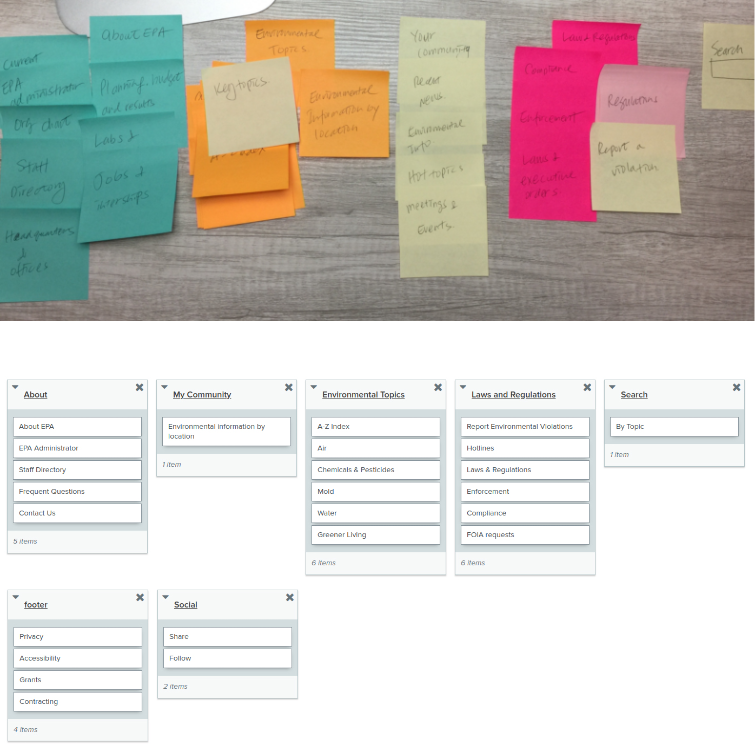 Current
EPA
administrator
Org chart
Staff
Directory
Headquarters
&
offices
About EPA
Planning, budget
and results
Labs &
Jobs &
internships
Environmental
Topics
Key topics
Environmental
Information by
location
Your
Community
Recent
News
Environmental
Info
Hot topics
Meetings &
Events
Laws & Regulations
Compliance
Enforcement
Laws &
executive
orders
Regulations
Report a
violation
Search
About
About EPA
EPA Administrator
Staff Directory
Frequent Questions
Contact Us
5 items
My Community
Environmental Information by
location
1 item
Environmental Topics
A-Z Index
Air
Chemicals & Pesticides
Mold
Water
Greener Living
6 items
Laws and Regulations
Report Environmental Violations
Hotlines
Laws & Regulations
Enforcement
Compliance
FOIA requests
6 items
Search
By Topic
1 item
footer
Privacy
Accessibility
Grants
Contracting
4 items
Social
Share
Follow
2 items